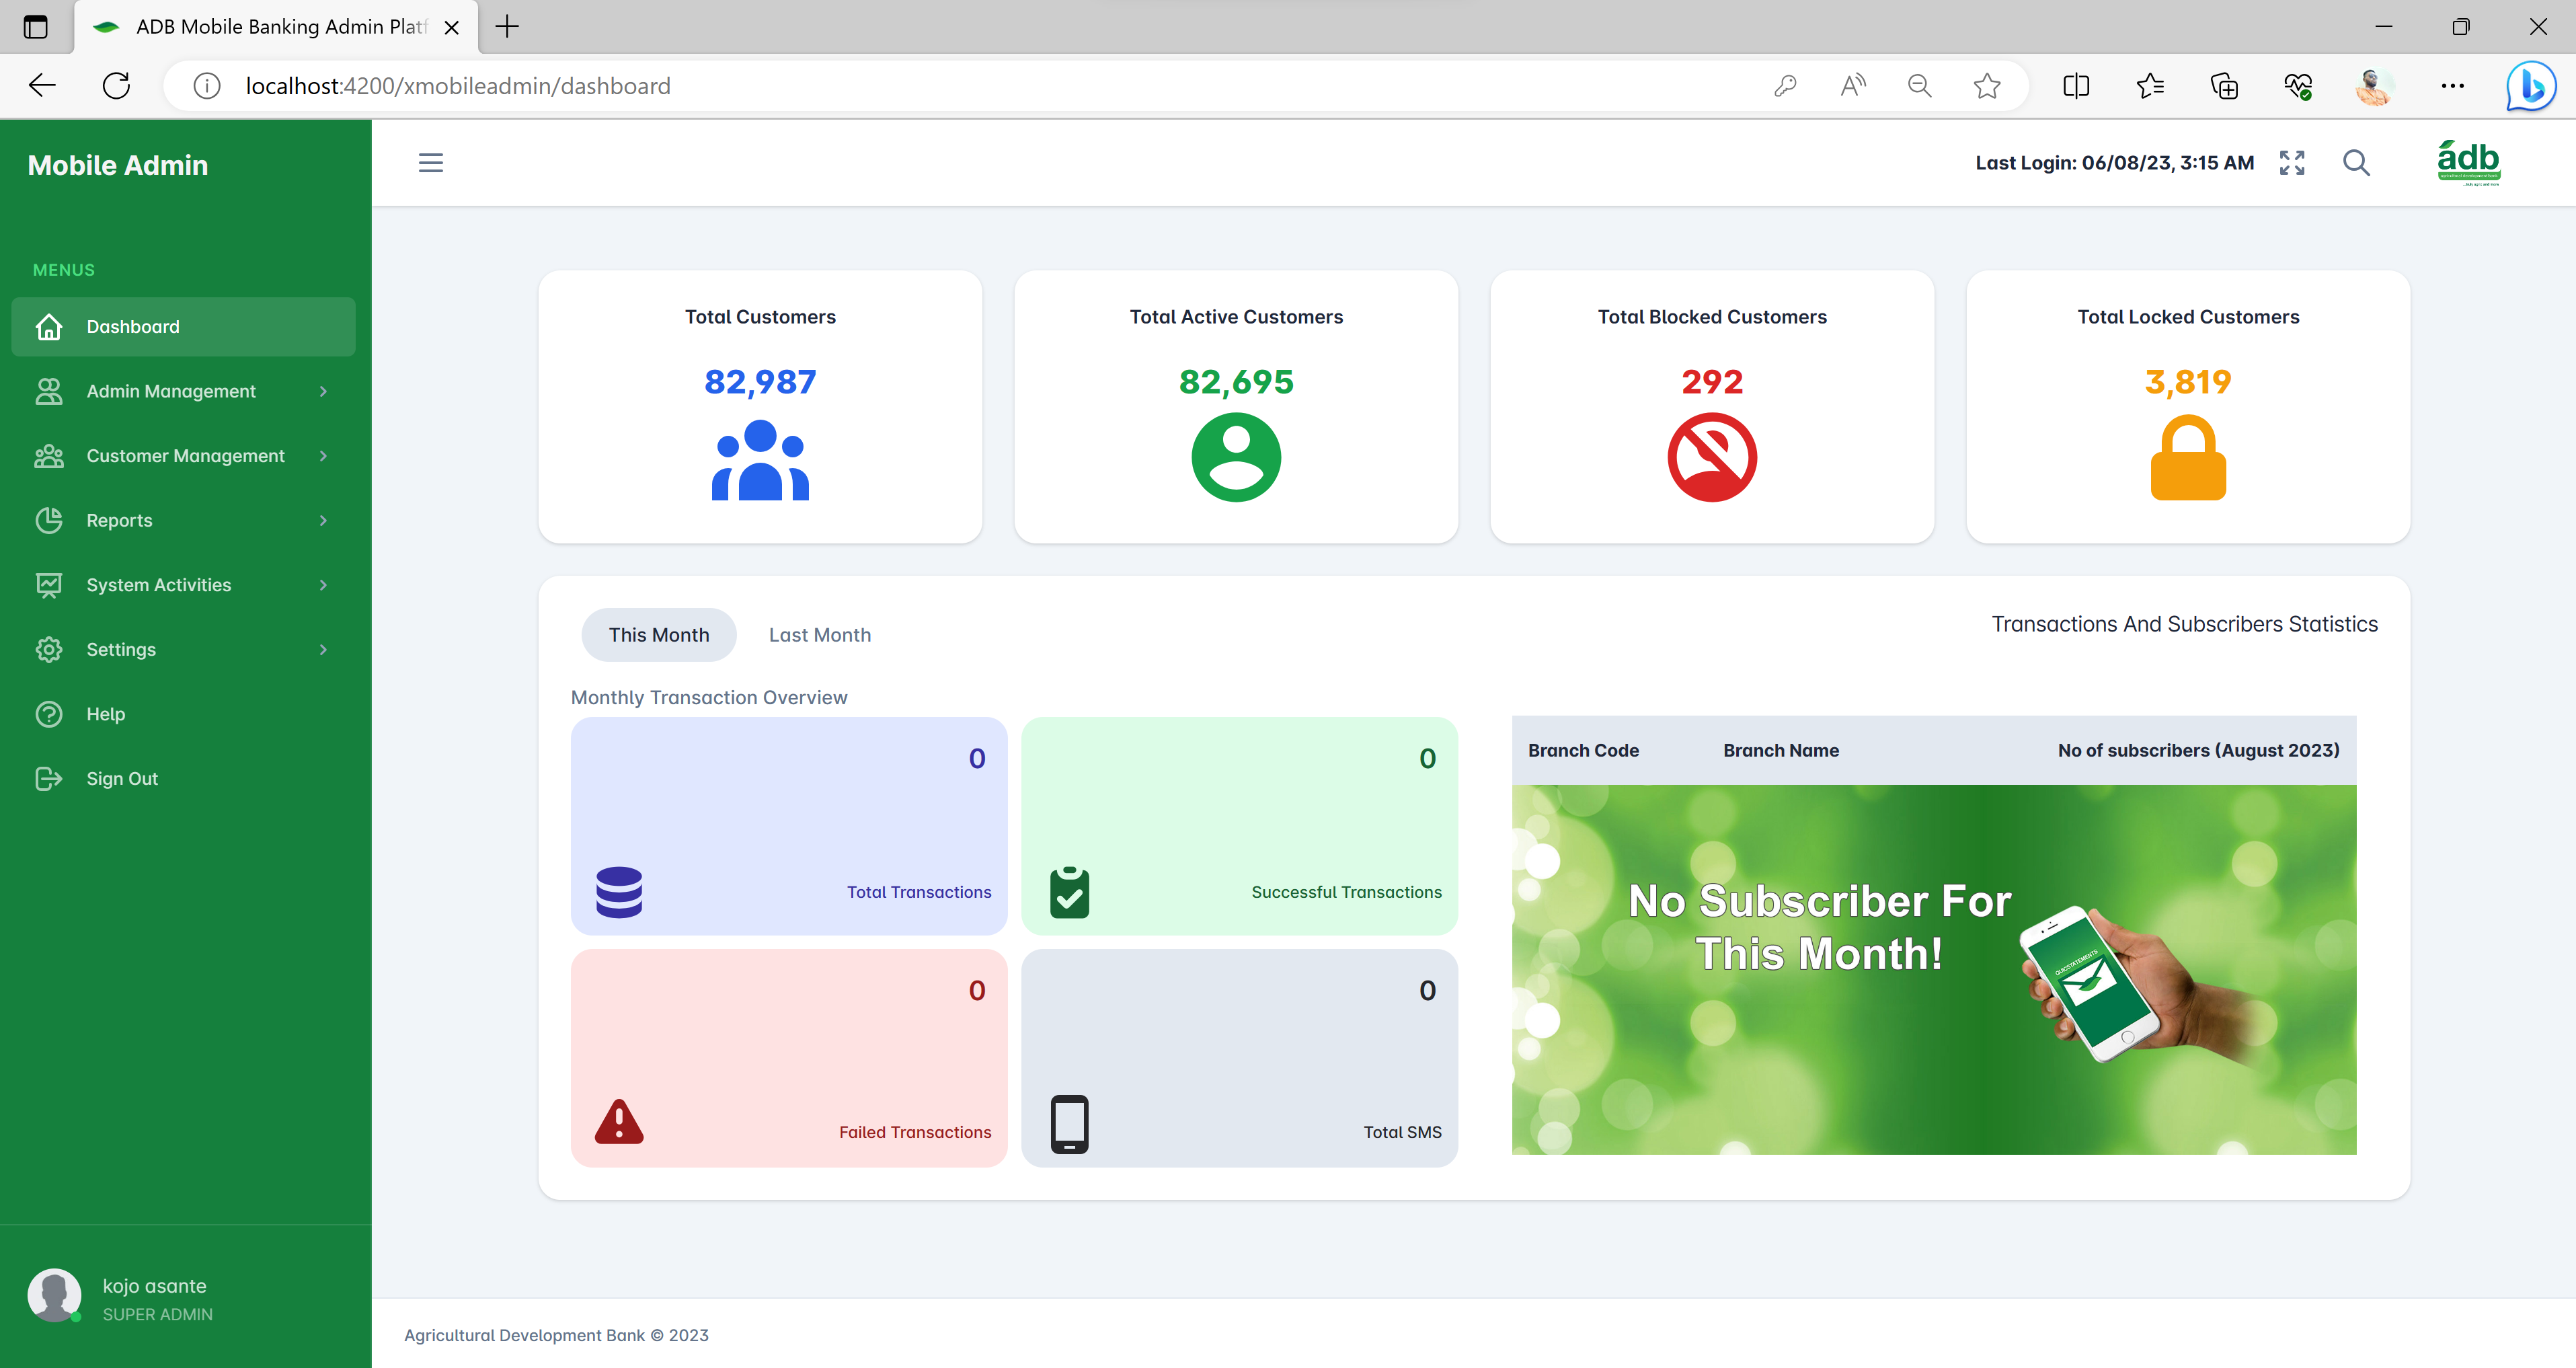 ADB Mobile Banking Admin Platf
localhost:4200/xmobileadmin/dashboard
Mobile Admin
Last Login: 06/08/23, 3:15 AM
adb
MENUS
Dashboard
Admin Management
Customer Management
Reports
System Activities
Settings
Help
Sign Out
Total Customers
82,987
Total Active Customers
82,695
Total Blocked Customers
292
Total Locked Customers
3,819
This Month
Last Month
Transactions And Subscribers Statistics
Monthly Transaction Overview
0
Total Transactions
0
Successful Transactions
0
Failed Transactions
0
Total SMS
Branch Code
Branch Name
No of subscribers (August 2023)
No Subscriber For
This Month!
QUICSTATEMENTS
kojo asante
SUPER ADMIN
Agricultural Development Bank © 2023